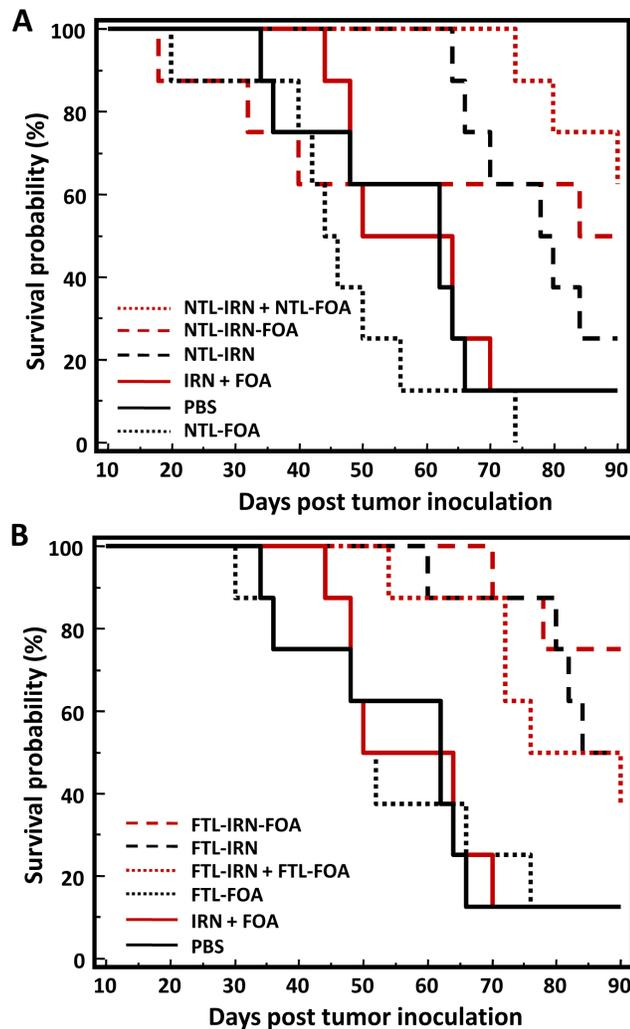 A
Survival probability (%)
100
80
60
40
20
0
NTL-IRN + NTL-FOA
NTL-IRN-FOA
NTL-IRN
IRN + FOA
PBS
NTL-FOA
10 20 30 40 50 60 70 80 90
Days post tumor inoculation
B
Survival probability (%)
100
80
60
40
20
0
FTL-IRN-FOA
FTL-IRN
FTL-IRN + FTL-FOA
FTL-FOA
IRN + FOA
PBS
10 20 30 40 50 60 70 80 90
Days post tumor inoculation